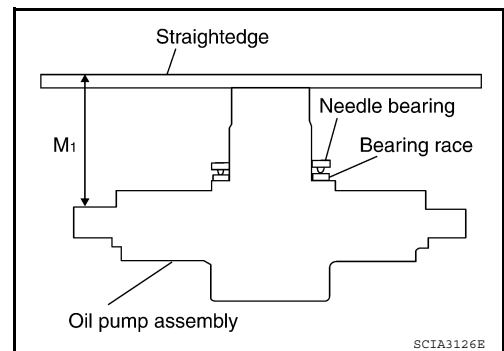 Straightedge
Needle bearing
M1
Bearing race
Oil pump assembly
SCIA3126E